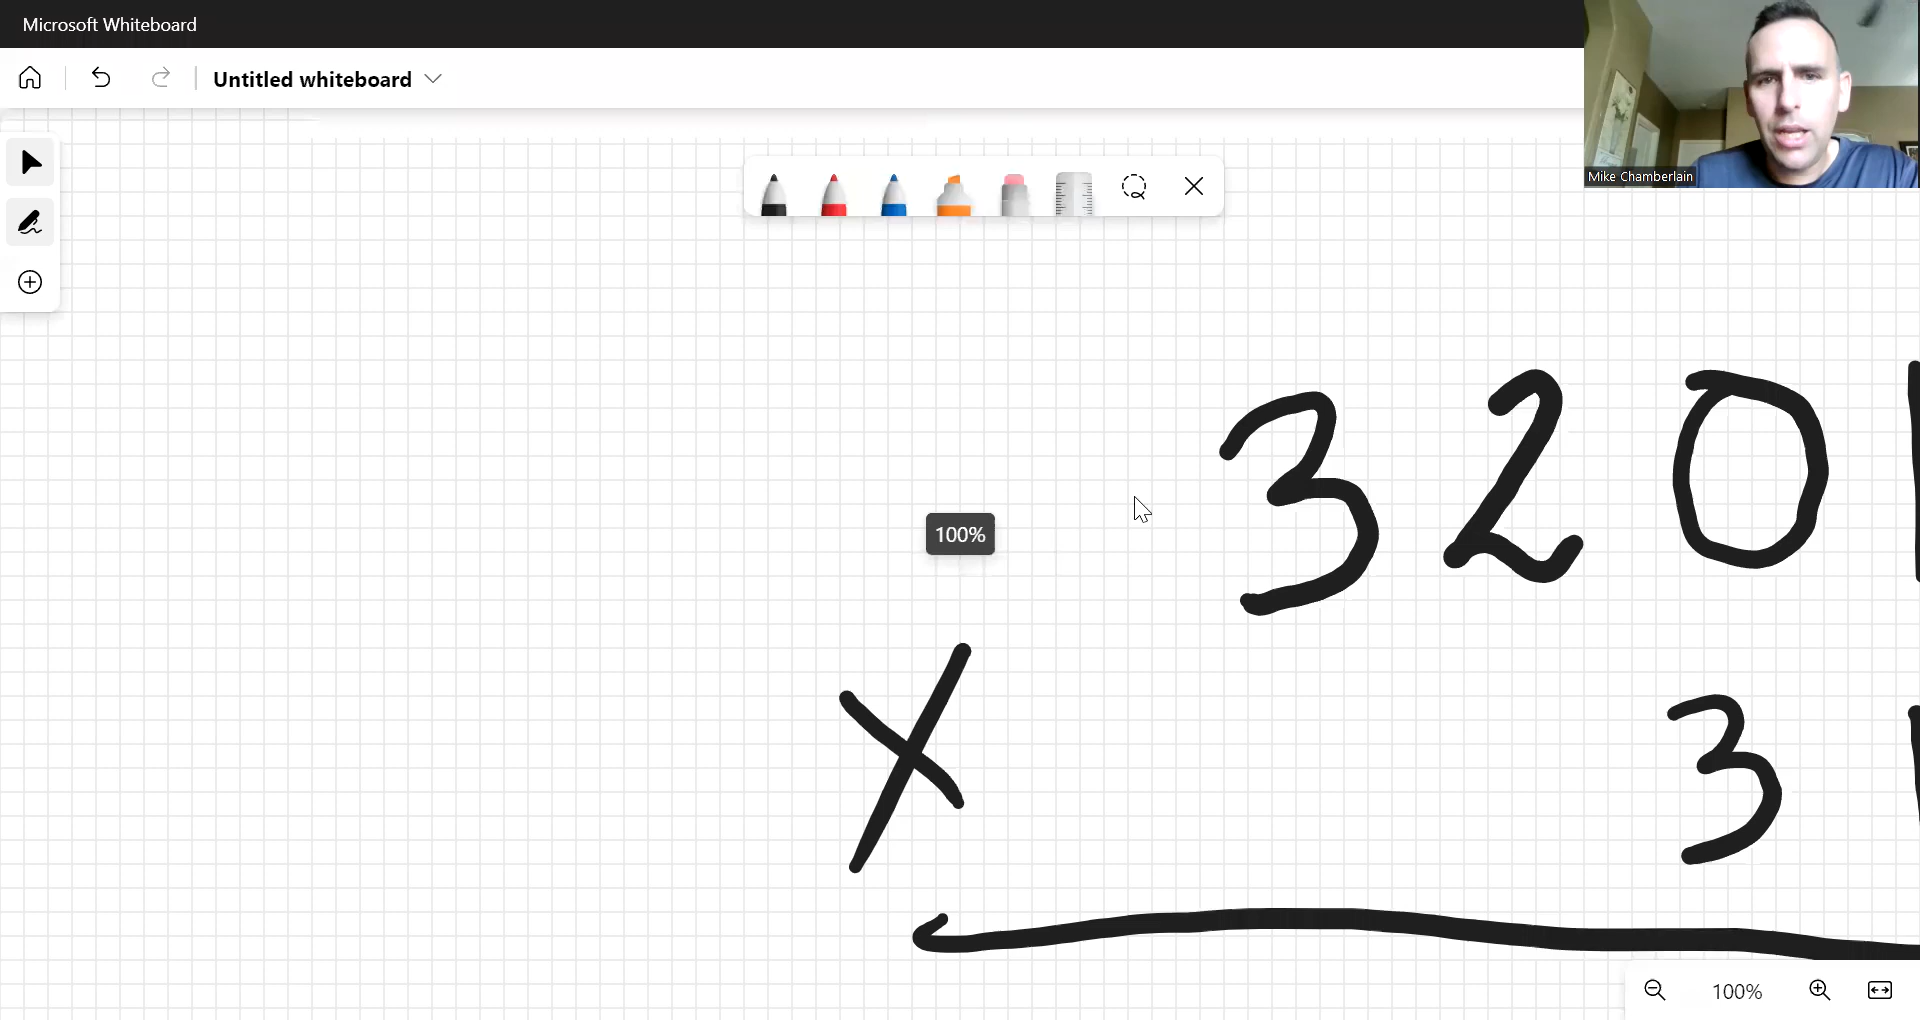 Microsoft Whiteboard
Untitled whiteboard
Mike Chamberlain
320
100%
X 3
100%